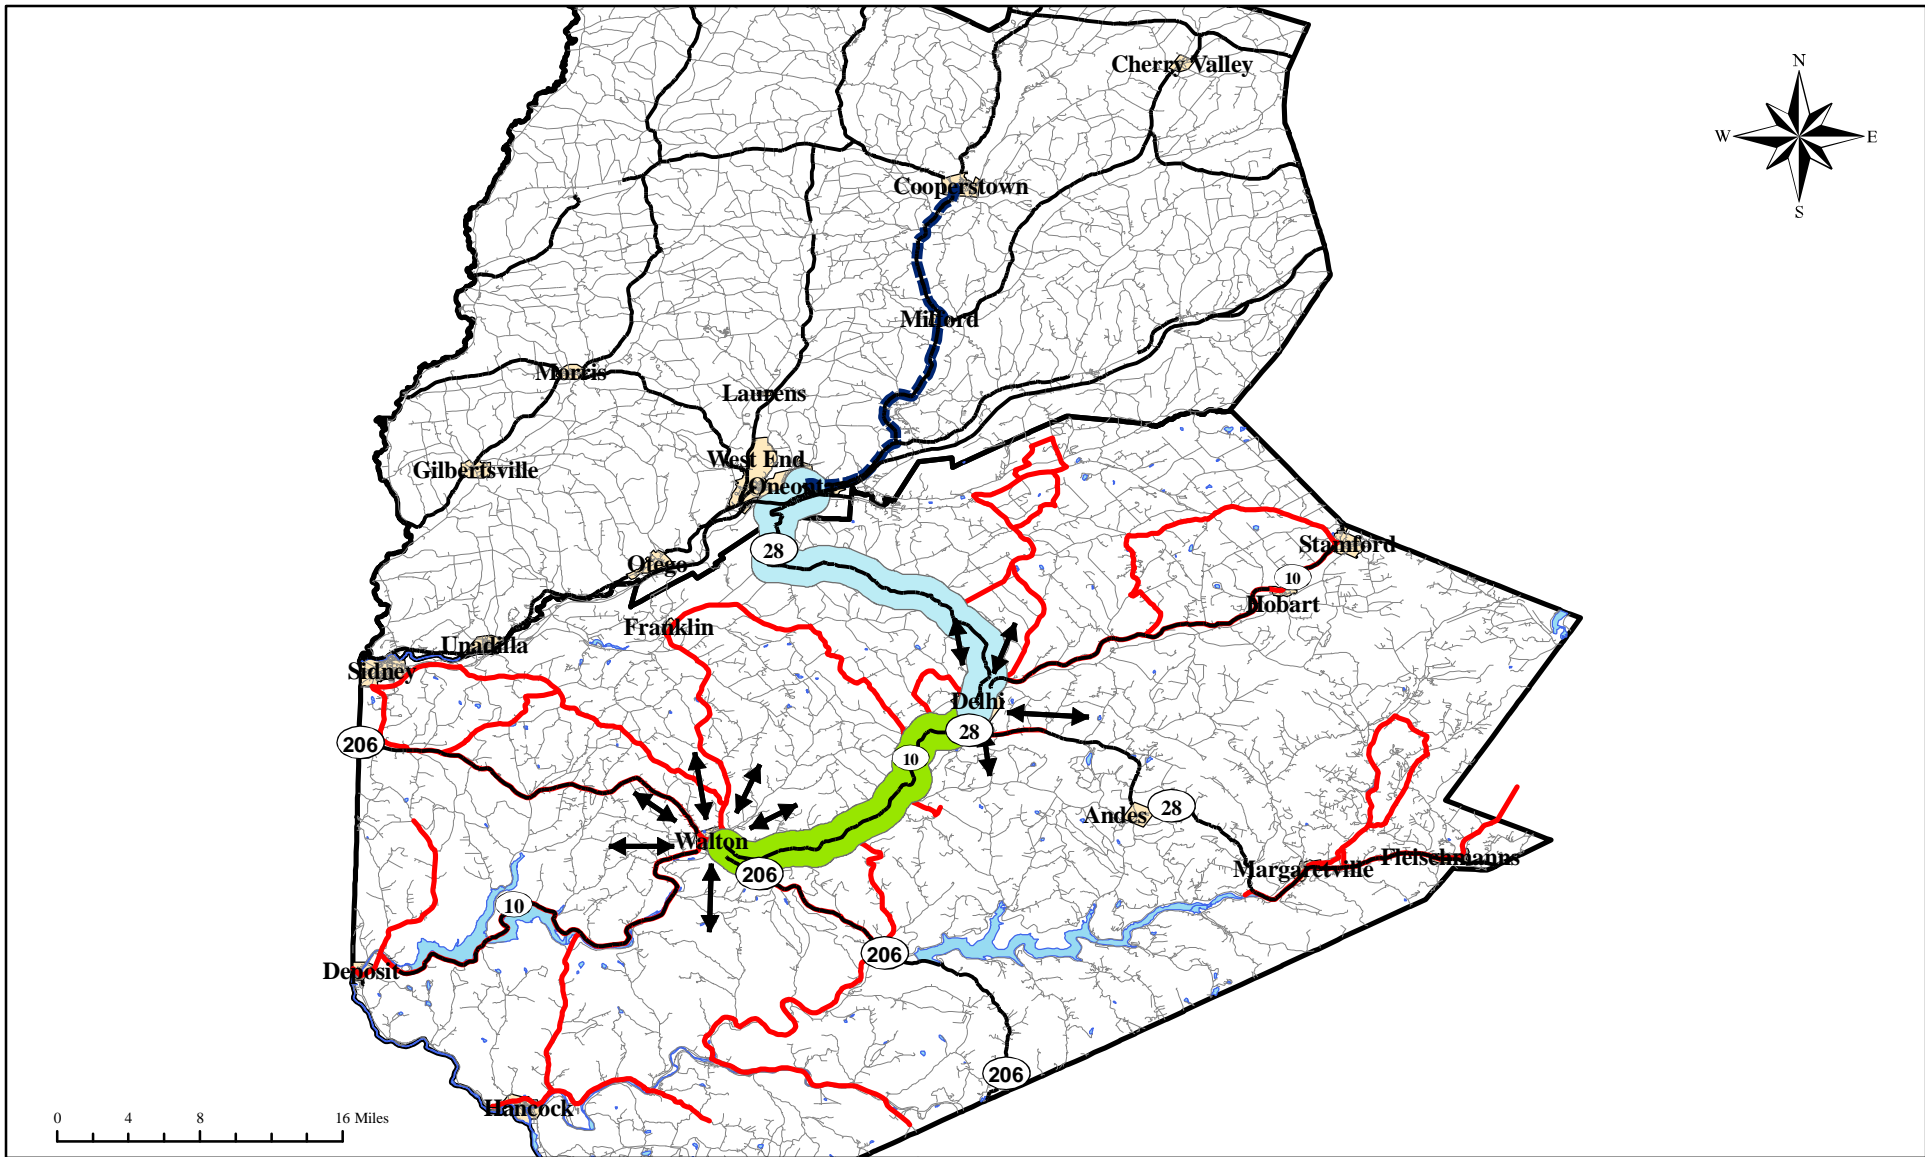 Cherry Valley
N
W
E
S
Cooperstown
Milford
Morris
Laurens
Gilbertsville
West End
Oneonta
28
Otego
Stamford
10
Hobart
Franklin
Unadilla
Sidney
Delhi
28
206
10
Andes
28
Walton
206
Margaretville
Fleischmanns
10
206
Deposit
206
Hancock
0 4 8 16 Miles